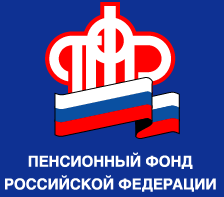 ПЕНСИОННЫЙ ФОНД
РОССИЙСКОЙ ФЕДЕРАЦИИ